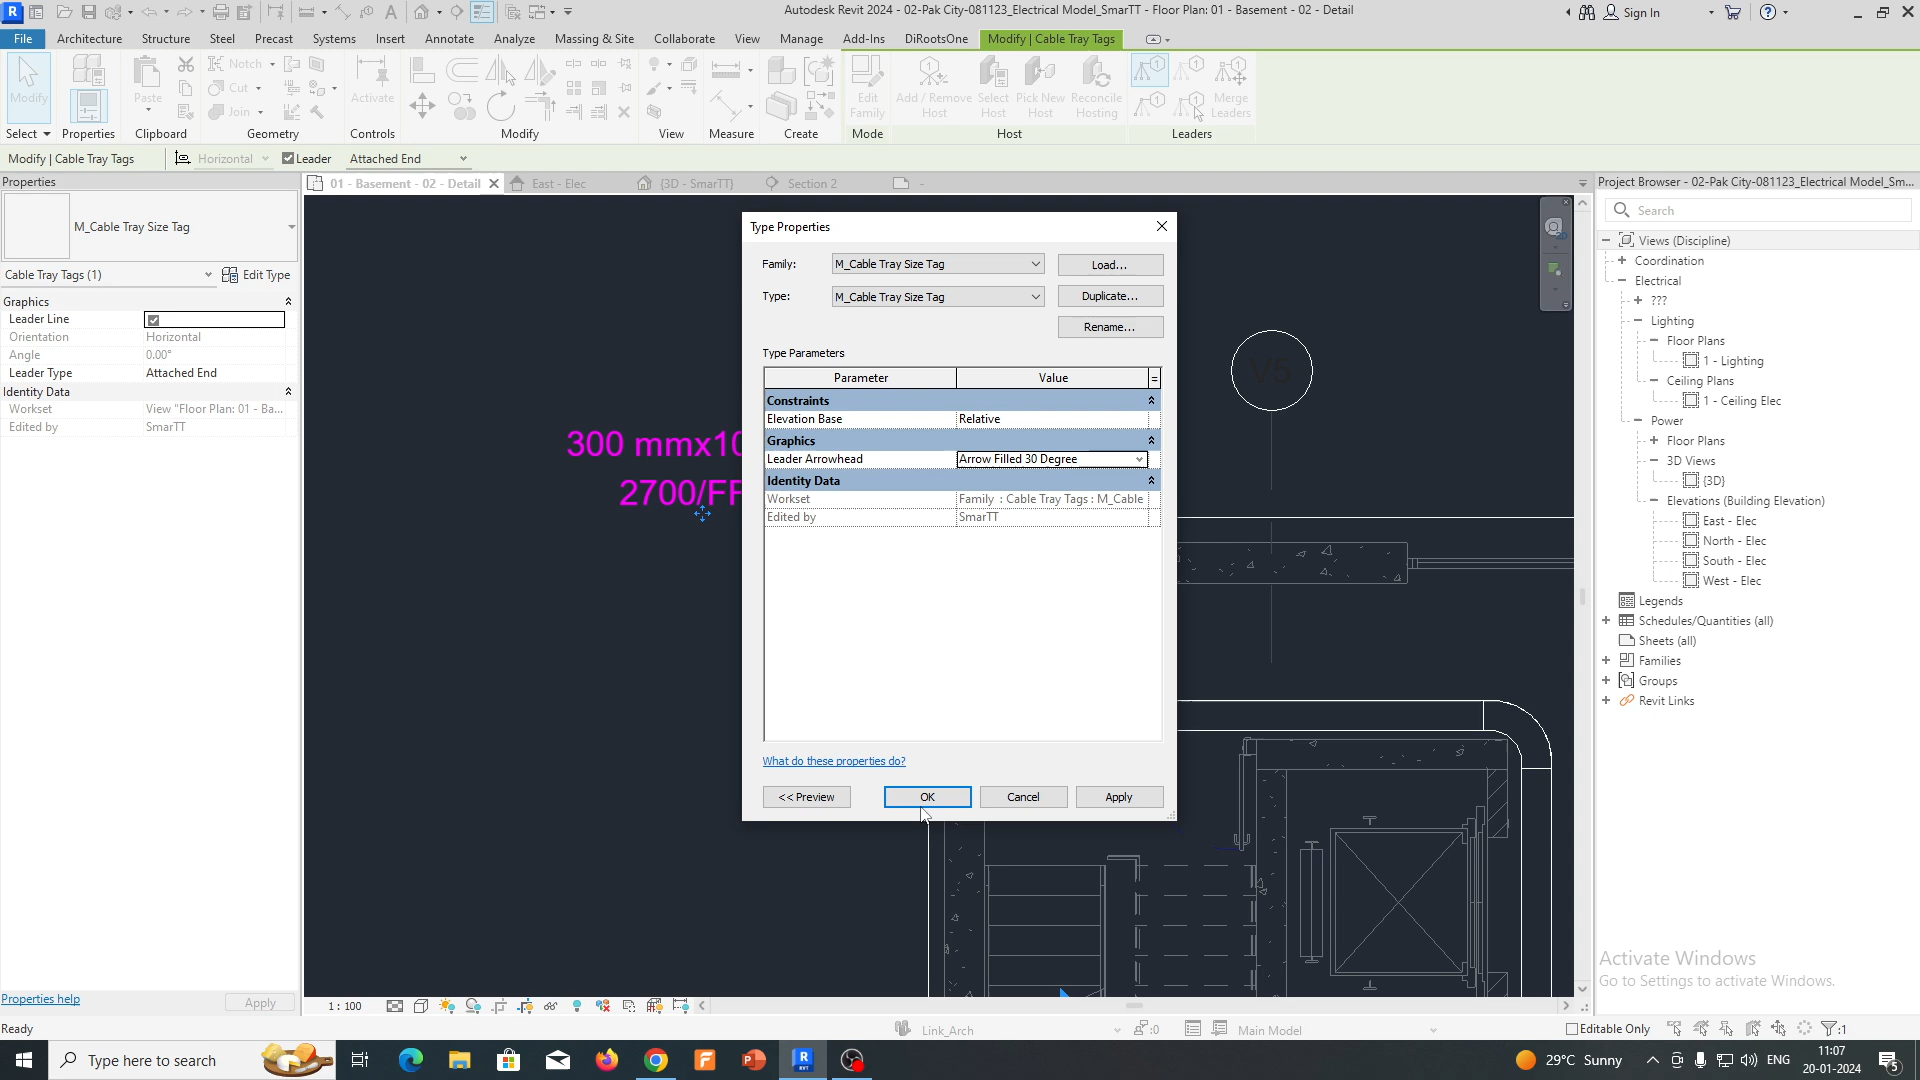 Autodesk Revit 2024 - 02-Pak City-081123_Electrical Model_SmarTT - Floor Plan: 01 - Basement - 02 - Detail
Sign In
File Architecture Structure Steel Precast Systems Insert Annotate Analyze Massing & Site Collaborate View Manage Add-Ins DiRootsOne Modify | Cable Tray Tags
Modify
Paste
Notch
Cut
Join
Activate
Edit Family
Add / Remove Host
Select Host
Pick New Host
Reconcile Hosting
Merge Leaders
Select Properties Clipboard Geometry Controls Modify View Measure Create Mode Host Leaders
Modify | Cable Tray Tags Horizontal Leader Attached End
Properties
M_Cable Tray Size Tag
Cable Tray Tags (1) Edit Type
Graphics
Leader Line
Orientation Horizontal
Angle 0.00°
Leader Type Attached End
Identity Data
Workset View "Floor Plan: 01 - Ba...
Edited by SmarTT
Properties help Apply
01 - Basement - 02 - Detail East - Elec {3D - SmarTT} Section 2 -
300 mmx10
2700/FF
V5
Type Properties
Family: M_Cable Tray Size Tag Load...
Type: M_Cable Tray Size Tag Duplicate...
Rename...
Type Parameters
Parameter Value =
Constraints
Elevation Base Relative
Graphics
Leader Arrowhead Arrow Filled 30 Degree
Identity Data
Workset Family : Cable Tray Tags : M_Cable
Edited by SmarTT
What do these properties do?
<< Preview OK Cancel Apply
Project Browser - 02-Pak City-081123_Electrical Model_Sm...
Search
Views (Discipline)
Coordination
Electrical
???
Lighting
Floor Plans
1 - Lighting
Ceiling Plans
1 - Ceiling Elec
Power
Floor Plans
3D Views
{3D}
Elevations (Building Elevation)
East - Elec
North - Elec
South - Elec
West - Elec
Legends
Schedules/Quantities (all)
Sheets (all)
Families
Groups
Revit Links
Activate Windows
Go to Settings to activate Windows.
1 : 100
Ready Link_Arch :0 Main Model Editable Only :1
Type here to search
29°C Sunny
ENG
11:07
20-01-2024
5